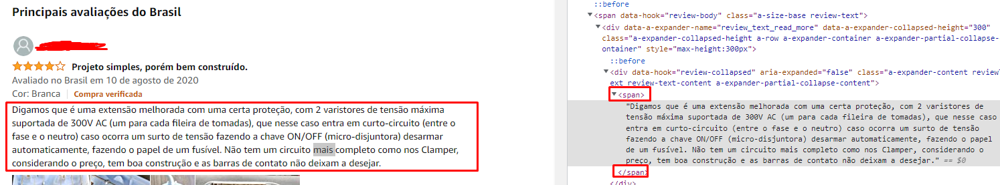 Principais avaliações do Brasil
Projeto simples, porém bem construído.
Avaliado no Brasil em 10 de agosto de 2020
Cor: Branca | Compra verificada
Digamos que é uma extensão melhorada com uma certa proteção, com 2 varistores de tensão máxima
suportada de 300V AC (um para cada fileira de tomadas), que nesse caso entra em curto-circuito (entre o
fase e o neutro) caso ocorra um surto de tensão fazendo a chave ON/OFF (micro-disjuntora) desarmar
automaticamente, fazendo o papel de um fusível. Não tem um circuito mais completo como nos Clamper,
considerando o preço, tem boa construção e as barras de contato não deixam a desejar.
::before
<span data-hook="review-body" class="a-size-base review-text">
<div data-a-expander-name="review_text_read_more" data-a-expander-collapsed-height="300"
class="a-expander-collapsed-height a-row a-expander-container a-expander-partial-collapse-
ontainer" style="max-height:300px">
::before
<div data-hook="review-collapsed" aria-expanded="false" class="a-expander-content review
ext review-text-content a-expander-partial-collapse-content">
<span>
"Digamos que é uma extensão melhorada com uma certa proteção, com 2 varistores de
tensão máxima suportada de 300V AC (um para cada fileira de tomadas), que nesse caso
entra em curto-circuito (entre o fase e o neutro) caso ocorra um surto de tensão
fazendo a chave ON/OFF (micro-disjuntora) desarmar automaticamente, fazendo o papel
de um fusível. Não tem um circuito mais completo como nos Clamper, considerando o
preço, tem boa construção e as barras de contato não deixam a desejar." == $0
</span>
</div>